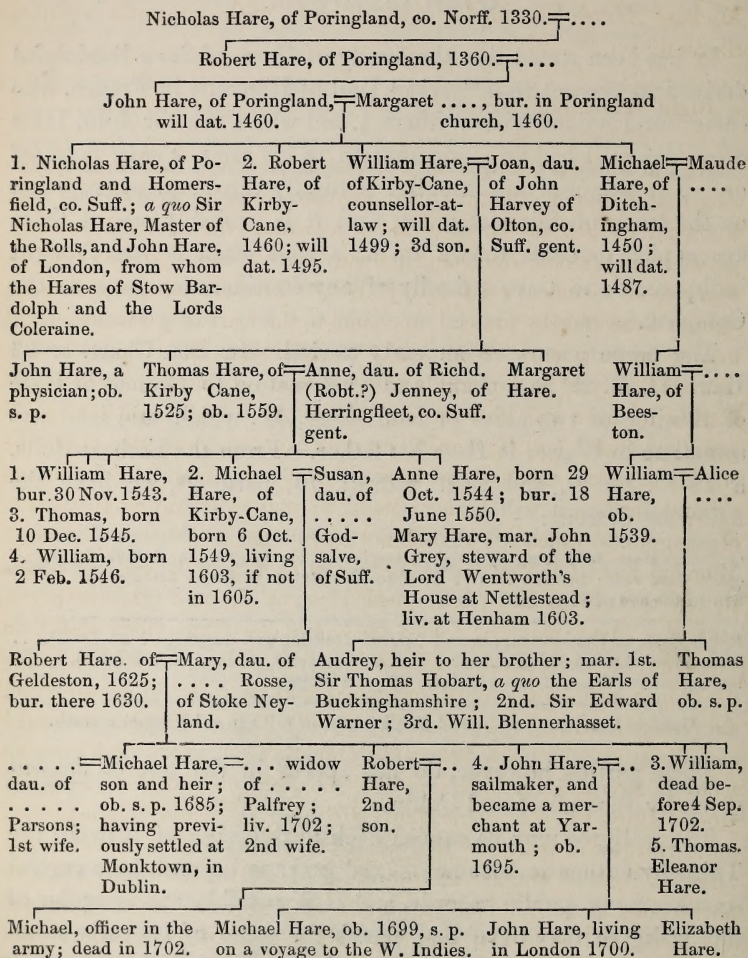 Nicholas Hare, of Poringland, co. Norff. 1330.=. . . .
Robert Hare, of Poringland, 1360.=. . . .
John Hare, of Poringland,=Margaret . . . . , bur. in Poringland
will dat. 1460. church, 1460.
1. Nicholas Hare, of Po-
ringland and Homers-
field, co. Suff.; a quo Sir
Nicholas Hare, Master of
the Rolls, and John Hare,
of London, from whom
the Hares of Stow Bar-
dolph and the Lords
Coleraine.
2. Robert
Hare, of
Kirby-
Cane,
1460; will
dat. 1495.
William Hare,=
of Kirby-Cane,
counsellor-at-
law; will dat.
1499; 3d son.
Joan, dau.
of John
Harvey of
Olton, co.
Suff. gent.
Michael=
Hare, of
Ditch-
ingham,
1450;
will dat.
1487.
Maude
. . . .
John Hare, a
physician; ob.
s. p.
Thomas Hare, of=
Kirby Cane,
1525; ob. 1559.
Anne, dau. of Richd.
(Robt.?) Jenney, of
Herringfleet, co. Suff.
gent.
Margaret
Hare.
William=. . . .
Hare, of
Bees-
ton.
1. William Hare,
bur. 30 Nov. 1543.
3. Thomas, born
10 Dec. 1545.
4. William, born
2 Feb. 1546.
2. Michael=
Hare, of
Kirby-Cane,
born 6 Oct.
1549, living
1603, if not
in 1605.
Susan,
dau. of
. . . . .
God-
salve,
of Suff.
Anne Hare, born 29
Oct. 1544; bur. 18
June 1550.
Mary Hare, mar. John
Grey, steward of the
Lord Wentworth's
House at Nettlestead;
liv. at Henham 1603.
William=
Hare,
ob.
1539.
Alice
. . . .
Robert Hare. of=
Geldeston, 1625;
bur. there 1630.
Mary, dau. of
. . . . Rosse,
of Stoke Ney-
land.
Audrey, heir to her brother; mar. 1st.
Sir Thomas Hobart, a quo the Earls of
Buckinghamshire; 2nd. Sir Edward
Warner; 3rd. Will. Blennerhasset.
Thomas
Hare,
ob. s. p.
. . . . .=
dau. of
. . . . .
Parsons;
1st wife.
Michael Hare,=
son and heir;
ob. s. p. 1685;
having previ-
ously settled at
Monktown, in
Dublin.
. . . widow
of . . . . .
Palfrey;
liv. 1702;
2nd wife.
Robert=. .
Hare,
2nd
son.
4. John Hare,=. .
sailmaker, and
became a mer-
chant at Yar-
mouth; ob.
1695.
3. William,
dead be-
fore 4 Sep.
1702.
5. Thomas.
Eleanor
Hare.
Michael, officer in the
army; dead in 1702.
Michael Hare, ob. 1699, s. p.
on a voyage to the W. Indies.
John Hare, living
in London 1700.
Elizabeth
Hare.